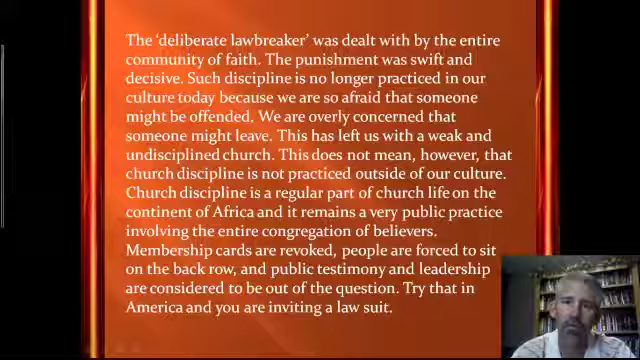 The 'deliberate lawbreaker' was dealt with by the entire
community of faith. The punishment was swift and
decisive. Such discipline is no longer practiced in our
culture today because we are so afraid that someone
might be offended. We are overly concerned that
someone might leave. This has left us with a weak and
undisciplined church. This does not mean, however, that
church discipline is not practiced outside of our culture.
Church discipline is a regular part of church life on the
continent of Africa and it remains a very public practice
involving the entire congregation of believers.
Membership cards are revoked, people are forced to sit
on the back row, and public testimony and leadership
are considered to be out of the question. Try that in
America and you are inviting a law suit.